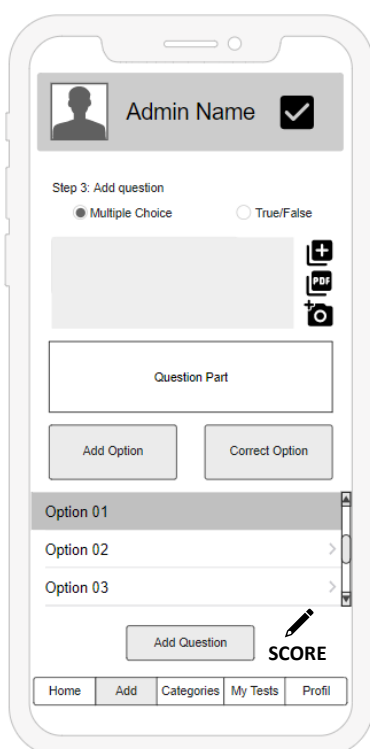 Admin Name
Step 3: Add question
Multiple Choice True/False
PDF
Question Part
Add Option Correct Option
Option 01
Option 02
Option 03
Add Question
SCORE
Home Add Categories My Tests Profil